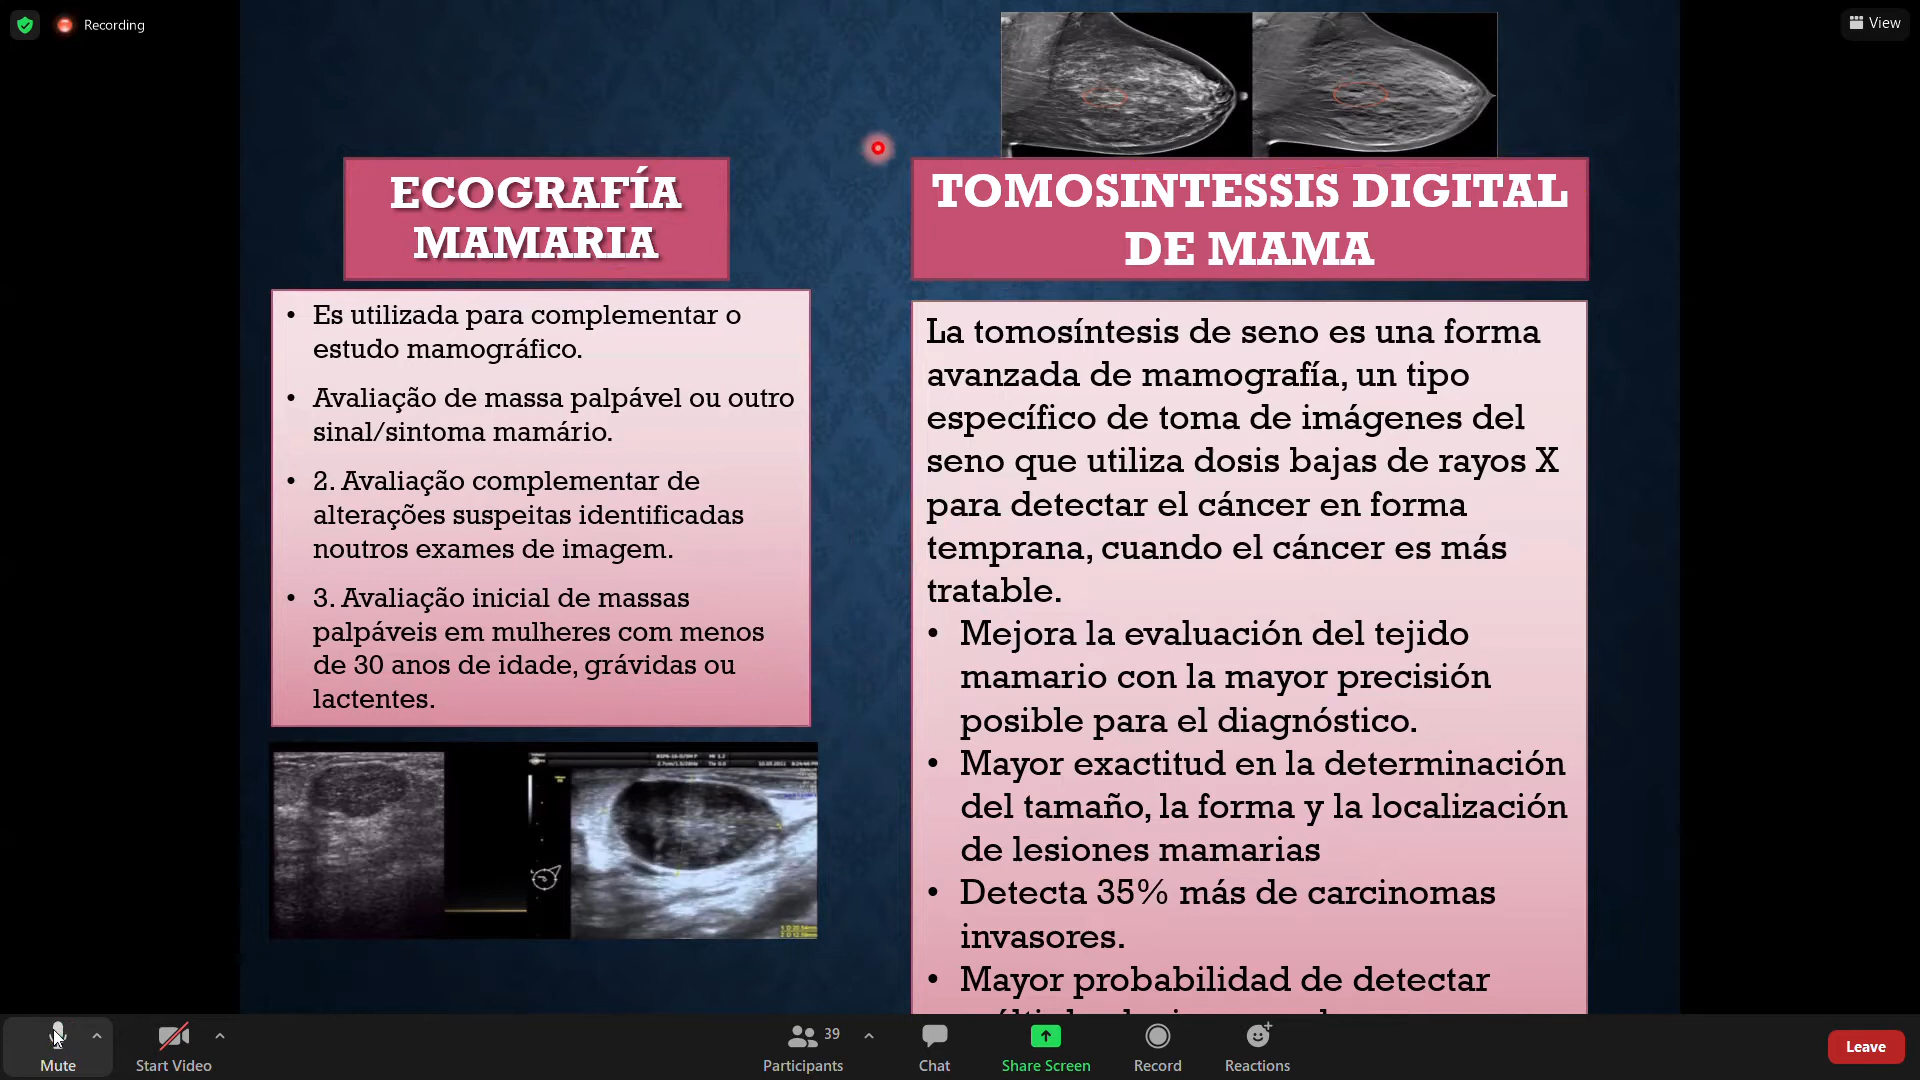 Recording
View
ECOGRAFÍA
MAMARIA
Es utilizada para complementar o
estudo mamográfico.
Avaliação de massa palpável ou outro
sinal/sintoma mamário.
2. Avaliação complementar de
alterações suspeitas identificadas
noutros exames de imagem.
3. Avaliação inicial de massas
palpáveis em mulheres com menos
de 30 anos de idade, grávidas ou
lactentes.
TOMOSINTESSIS DIGITAL
DE MAMA
La tomosíntesis de seno es una forma
avanzada de mamografía, un tipo
específico de toma de imágenes del
seno que utiliza dosis bajas de rayos X
para detectar el cáncer en forma
temprana, cuando el cáncer es más
tratable.
Mejora la evaluación del tejido
mamario con la mayor precisión
posible para el diagnóstico.
Mayor exactitud en la determinación
del tamaño, la forma y la localización
de lesiones mamarias
Detecta 35% más de carcinomas
invasores.
Mayor probabilidad de detectar
Mute
Start Video
39
Participants
Chat
Share Screen
Record
Reactions
Leave